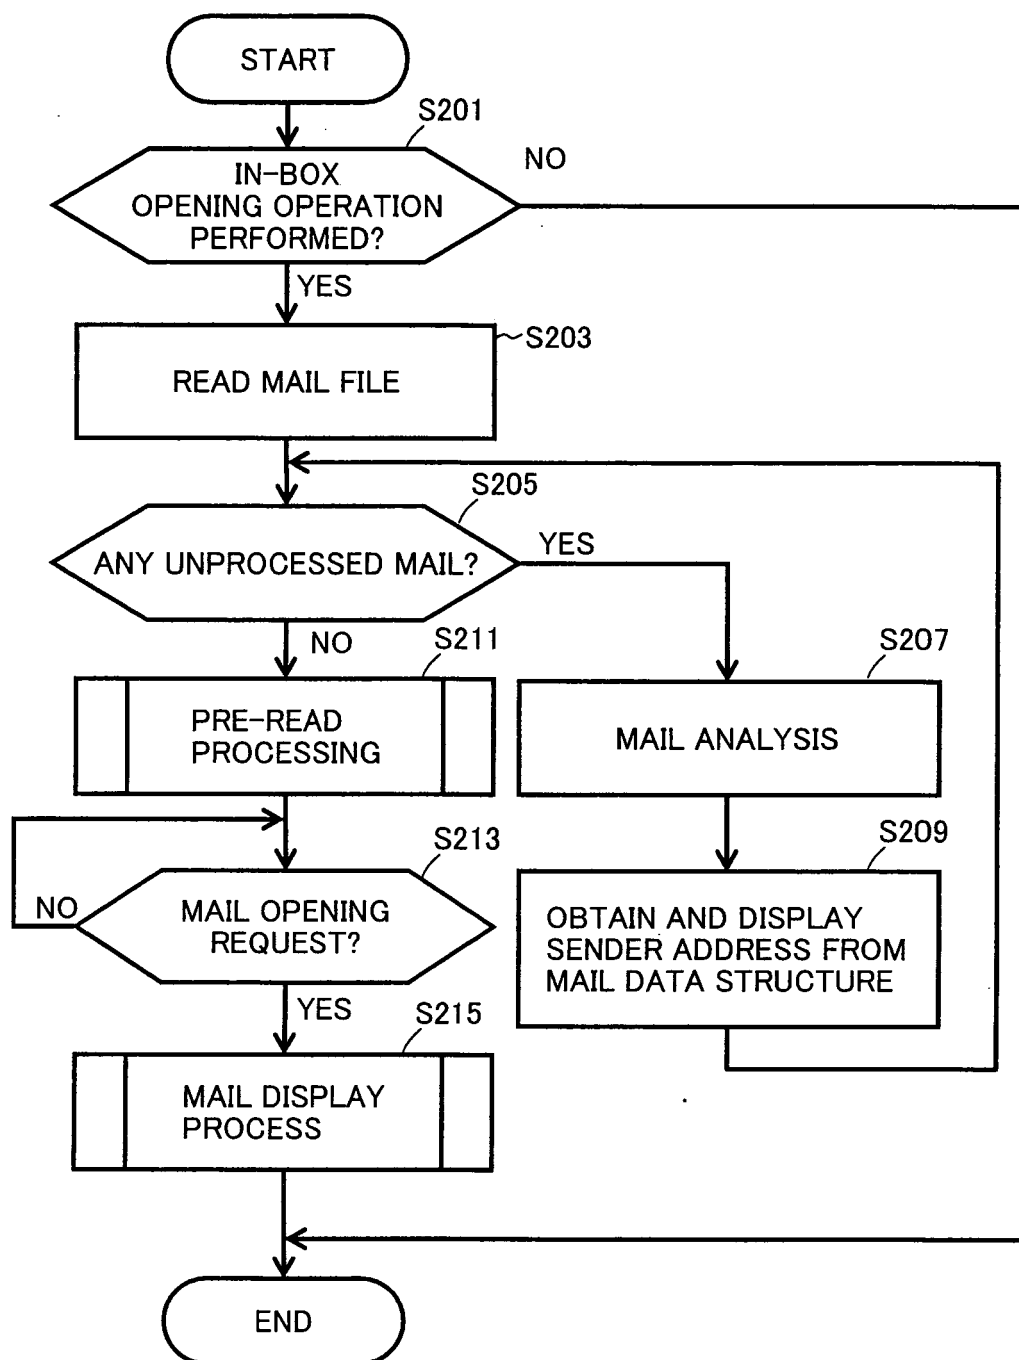 START
S201
NO
IN-BOX
OPENING OPERATION
PERFORMED?
YES
S203
READ MAIL FILE
S205
ANY UNPROCESSED MAIL?
YES
NO
S211
S207
PRE-READ
PROCESSING
MAIL ANALYSIS
S213
S209
NO
MAIL OPENING
REQUEST?
OBTAIN AND DISPLAY
SENDER ADDRESS FROM
MAIL DATA STRUCTURE
YES
S215
MAIL DISPLAY
PROCESS
END